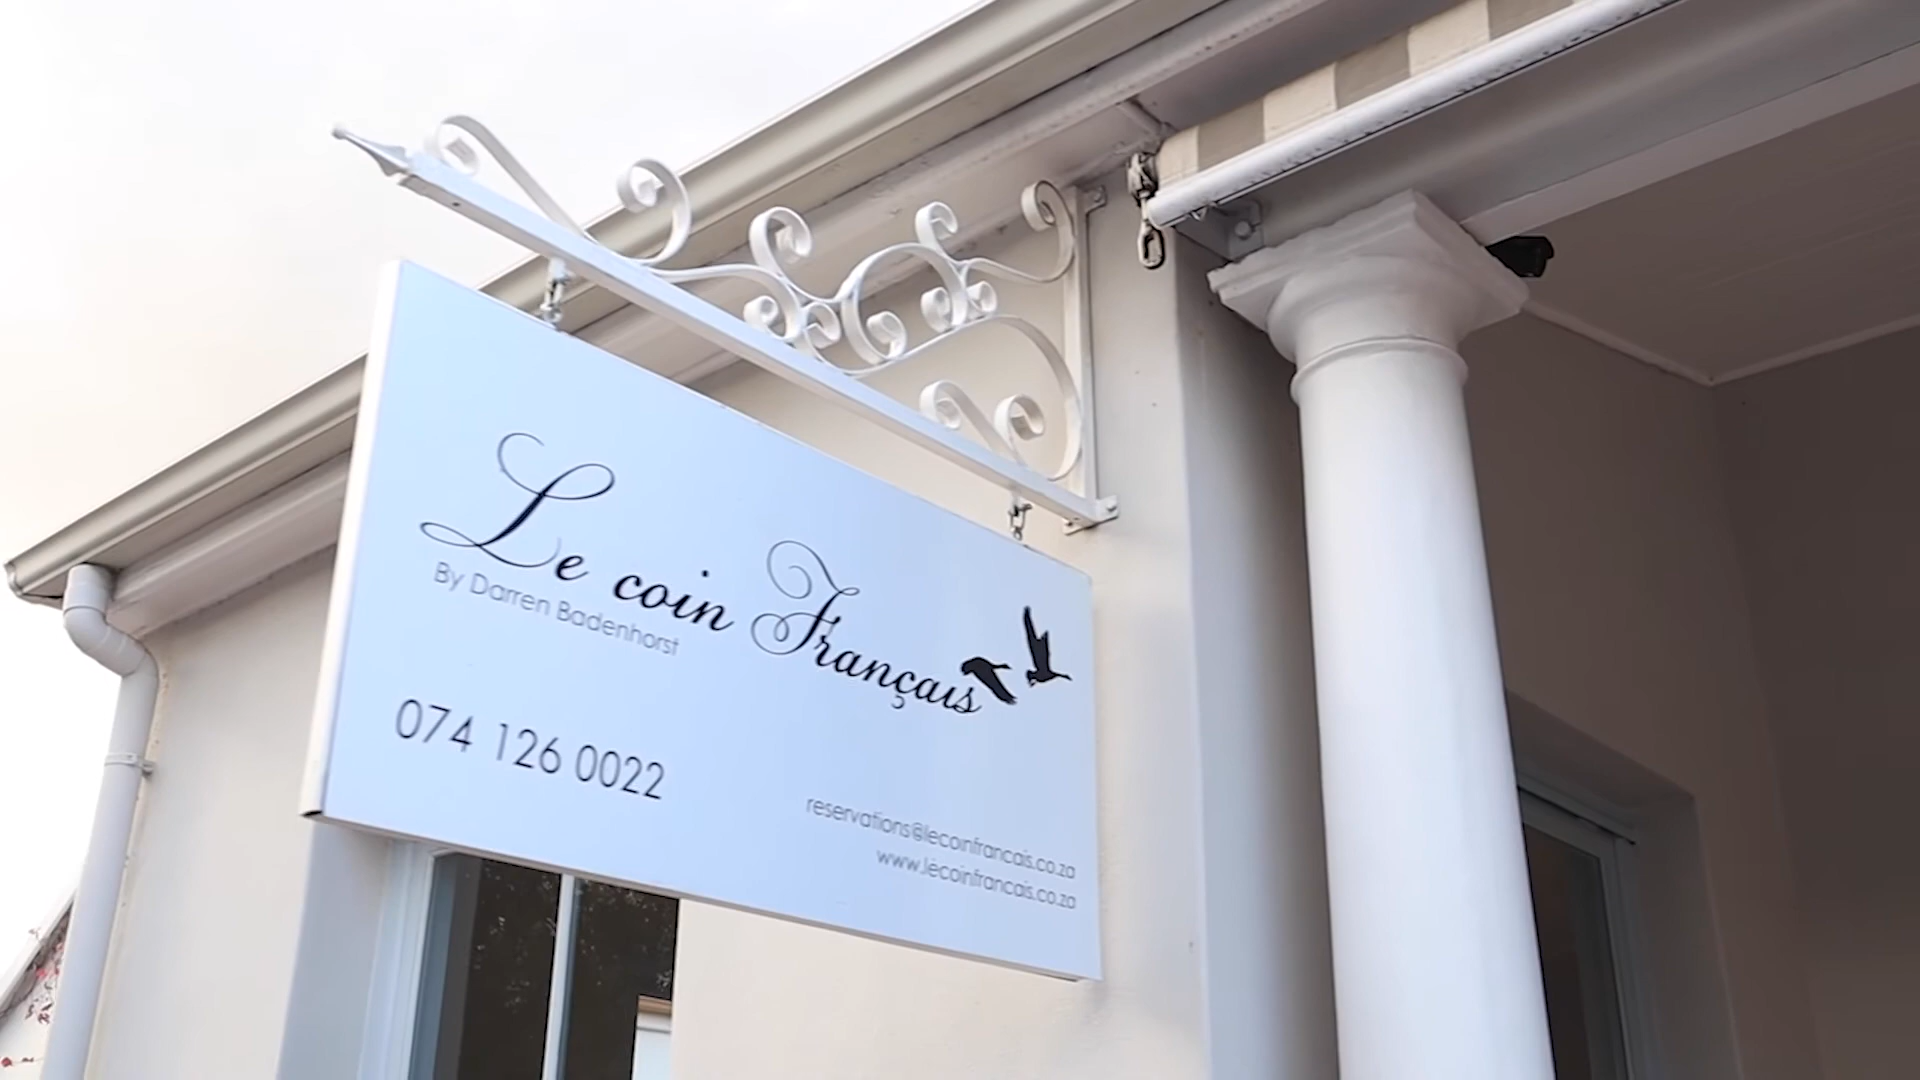 Le coin Français
By Darren Badenhorst
074 126 0022
reservations@lecoinfrancais.co.za
www.lecoinfrancais.co.za